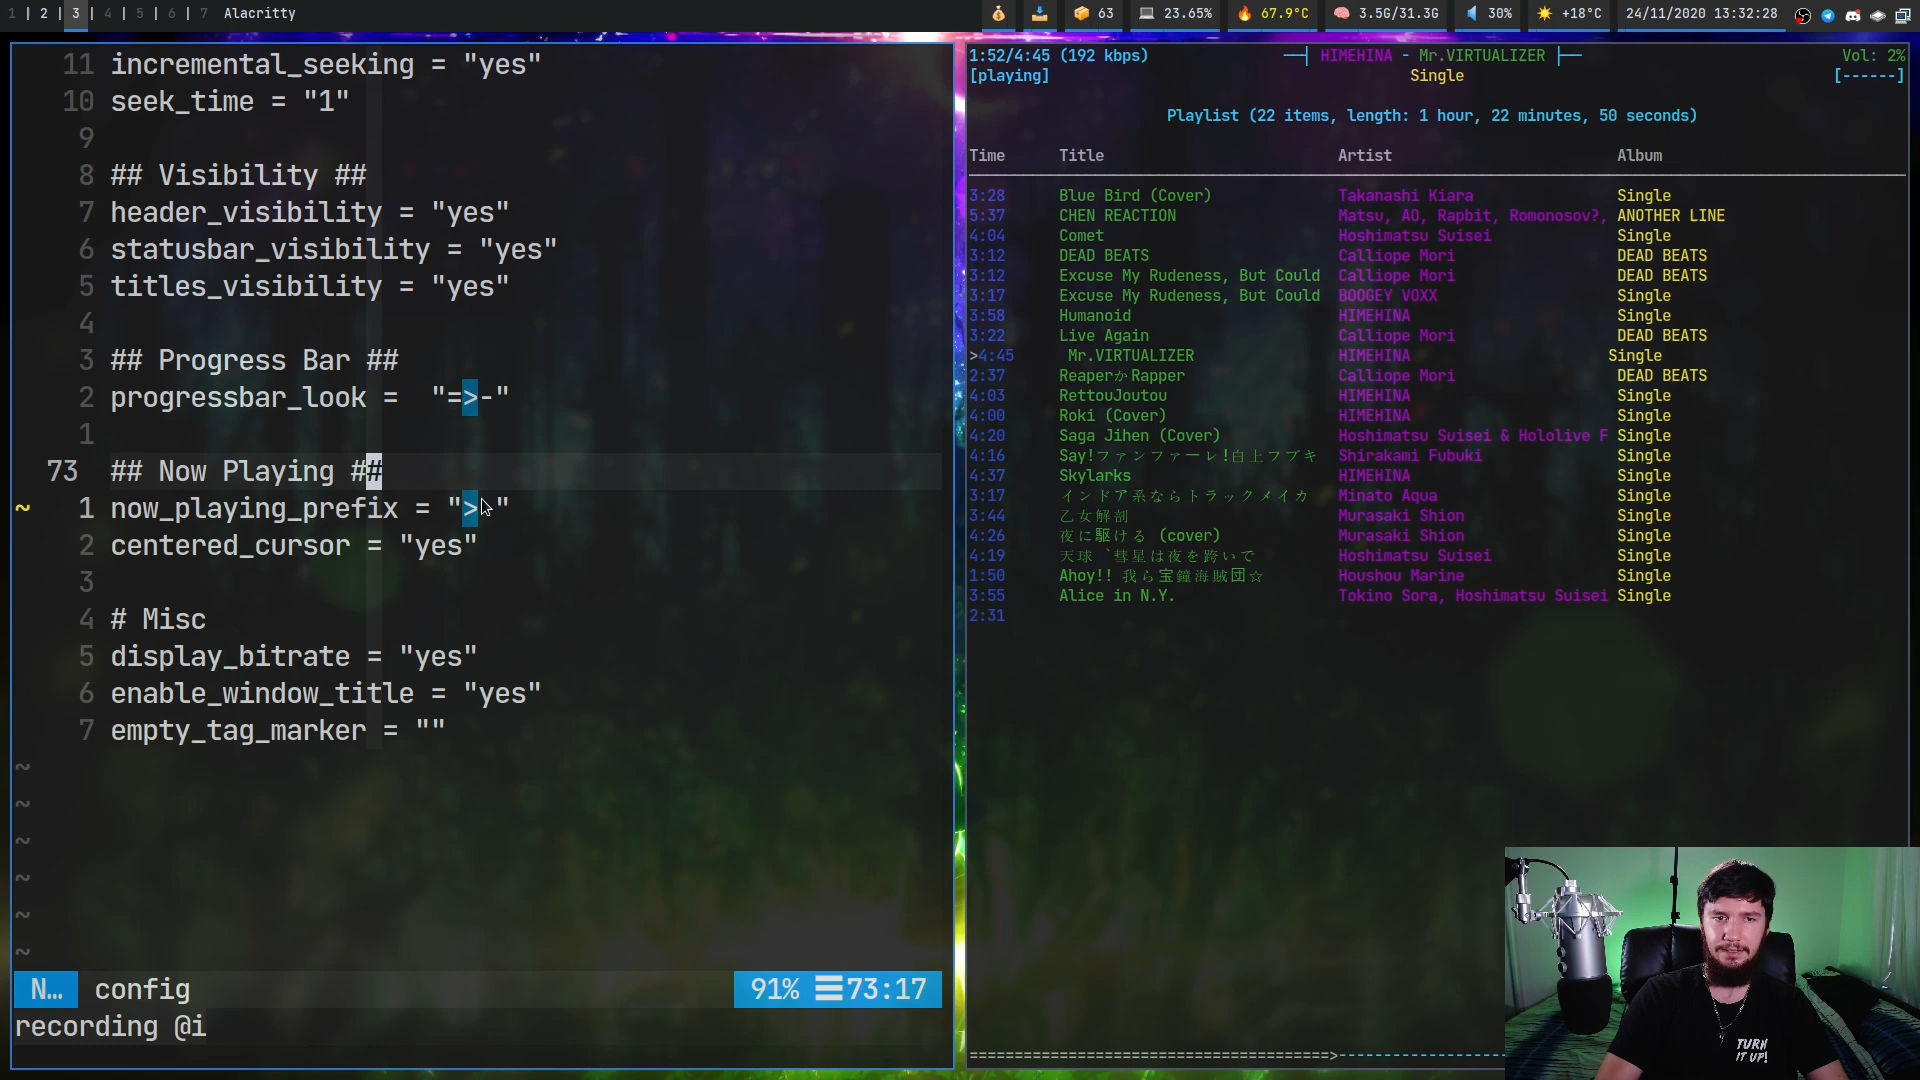 1 | 2 | 3 | 4 | 5 | 6 | 7 Alacritty
63 23.65% 67.9°C 3.5G/31.3G 30% +18°C 24/11/2020 13:32:28
11 incremental_seeking = "yes"
10 seek_time = "1"
9
8 ## Visibility ##
7 header_visibility = "yes"
6 statusbar_visibility = "yes"
5 titles_visibility = "yes"
4
3 ## Progress Bar ##
2 progressbar_look =  "=>-"
1
73 ## Now Playing ##
~ 1 now_playing_prefix = "> "
2 centered_cursor = "yes"
3
4 # Misc
5 display_bitrate = "yes"
6 enable_window_title = "yes"
7 empty_tag_marker = ""
~
~
~
~
~
~
N… config 91% ☰73:17
recording @i
1:52/4:45 (192 kbps) ──┤ HIMEHINA - Mr.VIRTUALIZER ├── Vol: 2%
[playing] Single [------]
Playlist (22 items, length: 1 hour, 22 minutes, 50 seconds)
Time Title Artist Album
3:28 Blue Bird (Cover) Takanashi Kiara Single
5:37 CHEN REACTION Matsu, AO, Rapbit, Romonosov?, ANOTHER LINE
4:04 Comet Hoshimatsu Suisei Single
3:12 DEAD BEATS Calliope Mori DEAD BEATS
3:12 Excuse My Rudeness, But Could Calliope Mori DEAD BEATS
3:17 Excuse My Rudeness, But Could BOOGEY VOXX Single
3:58 Humanoid HIMEHINA Single
3:22 Live Again Calliope Mori DEAD BEATS
>4:45 Mr.VIRTUALIZER HIMEHINA Single
2:37 ReaperかRapper Calliope Mori DEAD BEATS
4:03 RettouJoutou HIMEHINA Single
4:00 Roki (Cover) HIMEHINA Single
4:20 Saga Jihen (Cover) Hoshimatsu Suisei & Hololive F Single
4:16 Say!ファンファーレ!白上フブキ Shirakami Fubuki Single
4:37 Skylarks HIMEHINA Single
3:17 インドア系ならトラックメイカ Minato Aqua Single
3:44 乙女解剖 Murasaki Shion Single
4:26 夜に駆ける (cover) Murasaki Shion Single
4:19 天球 `彗星は夜を跨いで Hoshimatsu Suisei Single
1:50 Ahoy!! 我ら宝鐘海賊団☆ Houshou Marine Single
3:55 Alice in N.Y. Tokino Sora, Hoshimatsu Suisei Single
2:31
TURN
IT UP!